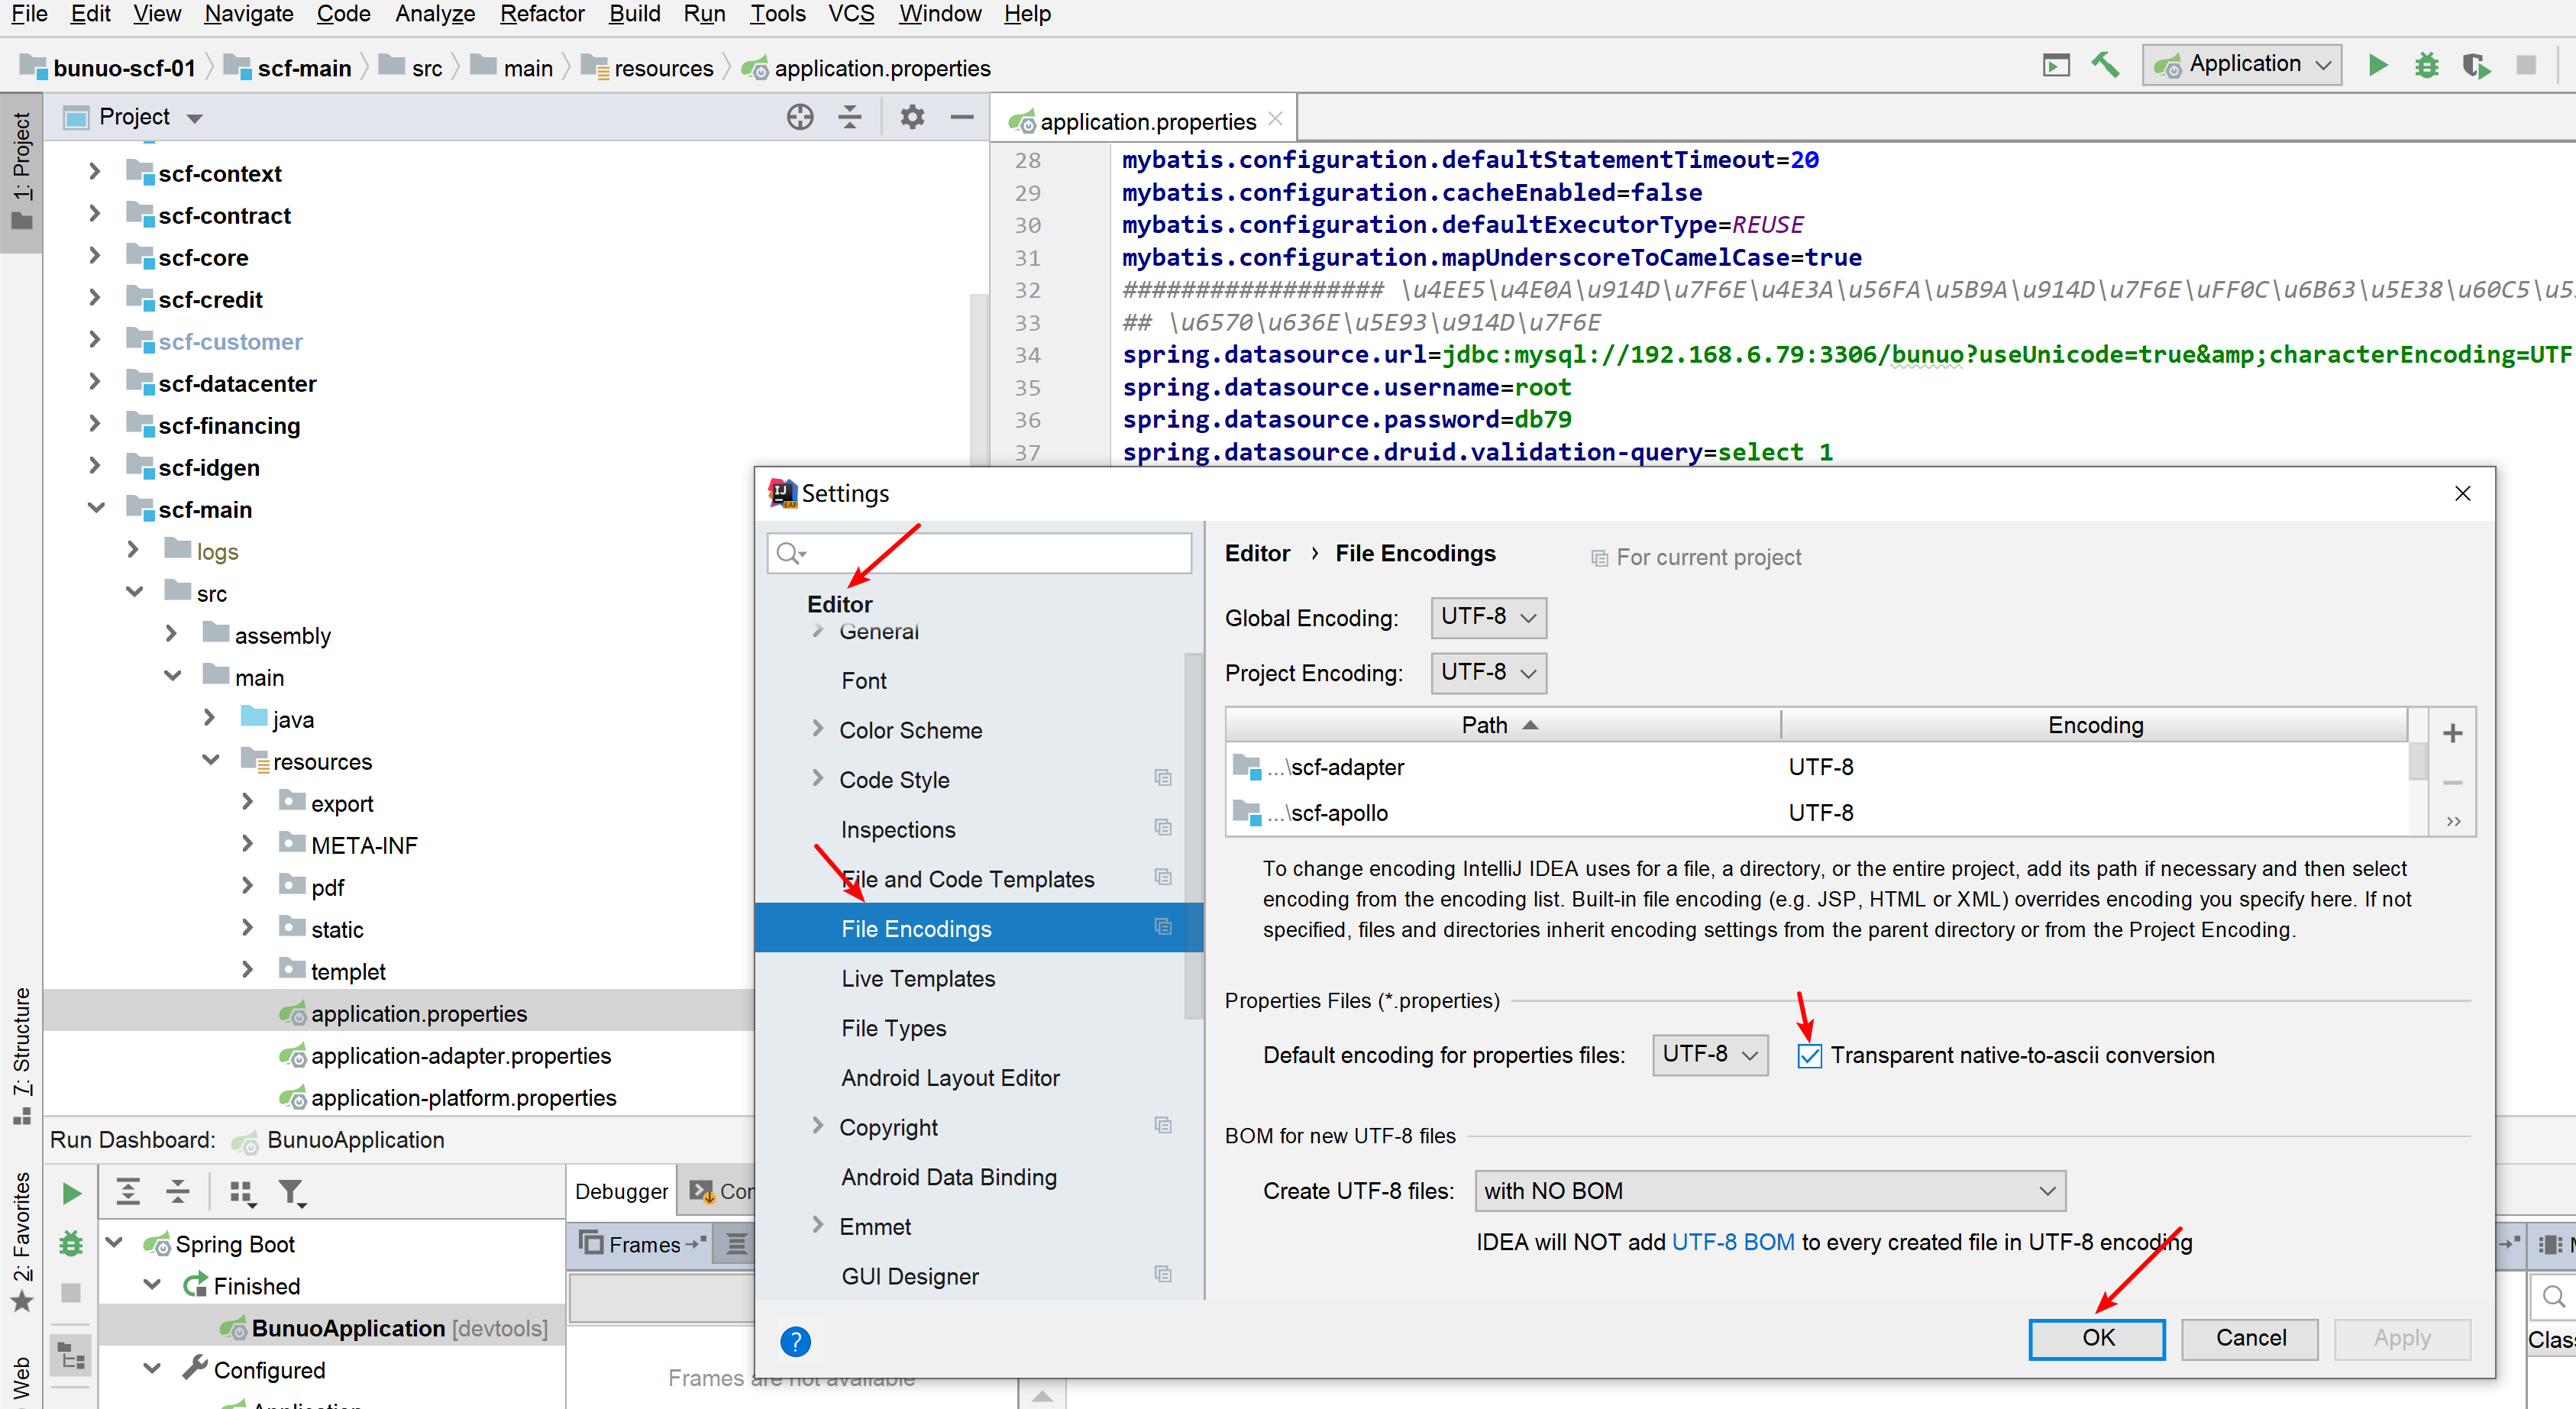 File Edit View Navigate Code Analyze Refactor Build Run Tools VCS Window Help
bunuo-scf-01 scf-main src main resources application.properties
Application
1: Project
Project
application.properties
scf-context
scf-contract
scf-core
scf-credit
scf-customer
scf-datacenter
scf-financing
scf-idgen
scf-main
logs
src
assembly
main
java
resources
export
META-INF
pdf
static
templet
application.properties
application-adapter.properties
application-platform.properties
28 mybatis.configuration.defaultStatementTimeout=20
29 mybatis.configuration.cacheEnabled=false
30 mybatis.configuration.defaultExecutorType=REUSE
31 mybatis.configuration.mapUnderscoreToCamelCase=true
32 ################## \u4EE5\u4E0A\u914D\u7F6E\u4E3A\u56FA\u5B9A\u914D\u7F6E\uFF0C\u6B63\u5E38\u60C5\u5
33 ## \u6570\u636E\u5E93\u914D\u7F6E
34 spring.datasource.url=jdbc:mysql://192.168.6.79:3306/bunuo?useUnicode=true&amp;characterEncoding=UTF
35 spring.datasource.username=root
36 spring.datasource.password=db79
37 spring.datasource.druid.validation-query=select 1
Settings
Editor
General
Font
Color Scheme
Code Style
Inspections
File and Code Templates
File Encodings
Live Templates
File Types
Android Layout Editor
Copyright
Android Data Binding
Emmet
GUI Designer
Editor › File Encodings For current project
Global Encoding: UTF-8
Project Encoding: UTF-8
Path Encoding
...\scf-adapter UTF-8
...\scf-apollo UTF-8
To change encoding IntelliJ IDEA uses for a file, a directory, or the entire project, add its path if necessary and then select
encoding from the encoding list. Built-in file encoding (e.g. JSP, HTML or XML) overrides encoding you specify here. If not
specified, files and directories inherit encoding settings from the parent directory or from the Project Encoding.
Properties Files (*.properties)
Default encoding for properties files: UTF-8 Transparent native-to-ascii conversion
BOM for new UTF-8 files
Create UTF-8 files: with NO BOM
IDEA will NOT add UTF-8 BOM to every created file in UTF-8 encoding
? OK Cancel Apply
7: Structure
2: Favorites
Web
Run Dashboard: BunuoApplication
Debugger Con
Frames
Spring Boot
Finished
BunuoApplication [devtools]
Configured
Application
Frames are not available
Clas